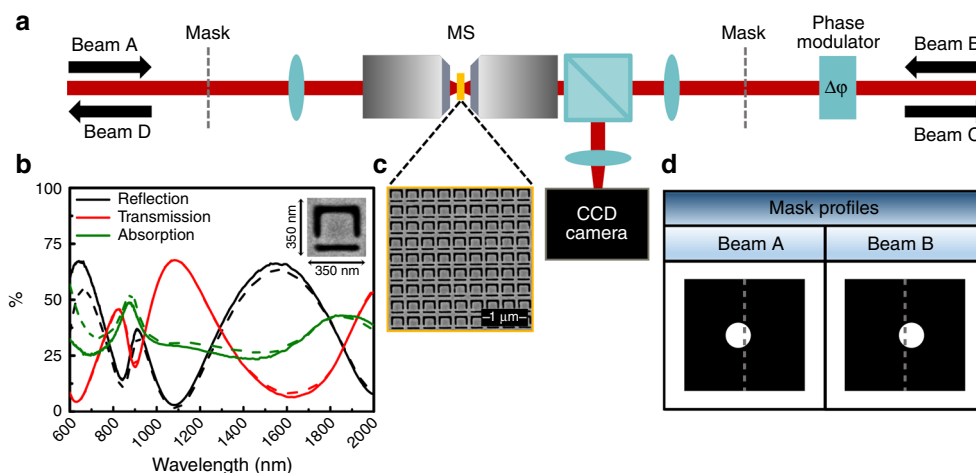 a
Beam A
Mask
MS
Mask
Phase
modulator
Beam B
Δφ
Beam D
Beam C
b
100
75
50
25
0
%
Reflection
Transmission
Absorption
350 nm
350 nm
600
800
1000
1200
1400
1600
1800
2000
Wavelength (nm)
c
–1 μm–
CCD
camera
d
Mask profiles
Beam A
Beam B